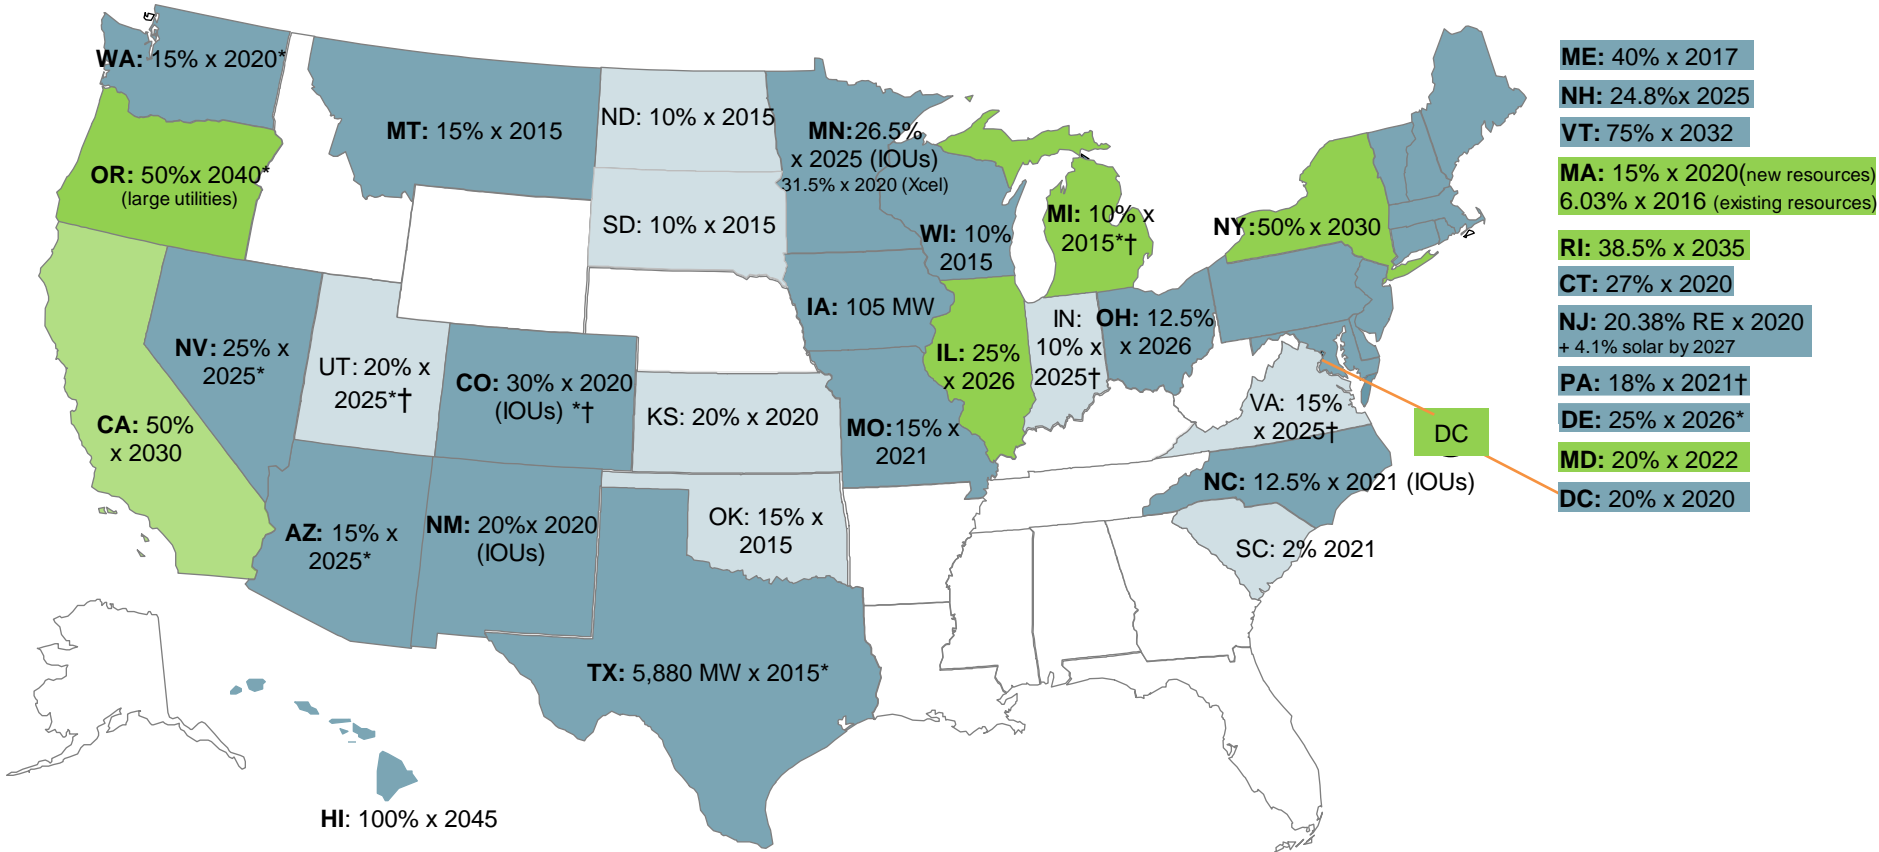 WA: 15% x 2020*
OR: 50%x 2040*
(large utilities)
CA: 50%
x 2030
MT: 15% x 2015
NV: 25% x
2025*
UT: 20% x
2025*†
AZ: 15% x
2025*
ND: 10% x 2015
SD: 10% x 2015
CO: 30% x 2020
(IOUs) *†
NM: 20%x 2020
(IOUs)
KS: 20% x 2020
OK: 15% x
2015
TX: 5,880 MW x 2015*
HI: 100% x 2045
MN:26.5%
x 2025 (IOUs)
31.5% x 2020 (Xcel)
WI: 10%
2015
IA: 105 MW
MO:15% x
2021
IL: 25%
x 2026
MI: 10% x
2015*†
IN:
10% x
2025†
OH: 12.5%
x 2026
NY:50% x 2030
VA: 15%
x 2025†
NC: 12.5% x 2021 (IOUs)
SC: 2% 2021
DC
ME: 40% x 2017
NH: 24.8%x 2025
VT: 75% x 2032
MA: 15% x 2020(new resources)
6.03% x 2016 (existing resources)
RI: 38.5% x 2035
CT: 27% x 2020
NJ: 20.38% RE x 2020
+ 4.1% solar by 2027
PA: 18% x 2021†
DE: 25% x 2026*
MD: 20% x 2022
DC: 20% x 2020